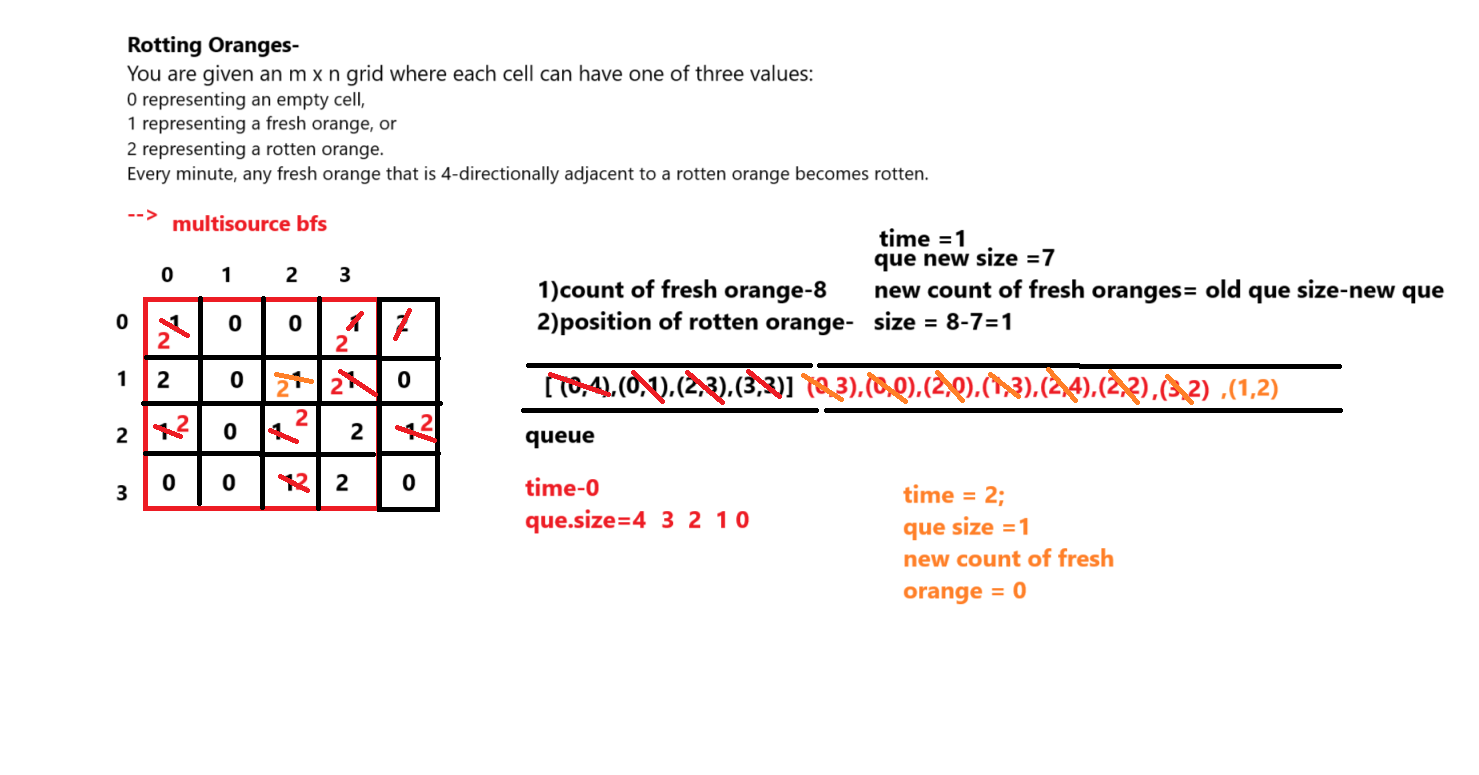 Rotting Oranges-
You are given an m x n grid where each cell can have one of three values:
0 representing an empty cell,
1 representing a fresh orange, or
2 representing a rotten orange.
Every minute, any fresh orange that is 4-directionally adjacent to a rotten orange becomes rotten.
--> multisource bfs
time =1
que new size =7
1)count of fresh orange-8 new count of fresh oranges= old que size-new que
2)position of rotten orange- size = 8-7=1
0 1 2 3
0 1 2 0 0 1 2 2
1 2 0 1 2 1 2 0
2 1 2 0 1 2 2 1 2
3 0 0 1 2 2 0
[ (0,4),(0,1),(2,3),(3,3)] (0,3),(0,0),(2,0),(1,3),(2,4),(2,2),(3,2) ,(1,2)
queue
time-0
que.size=4 3 2 1 0
time = 2;
que size =1
new count of fresh
orange = 0